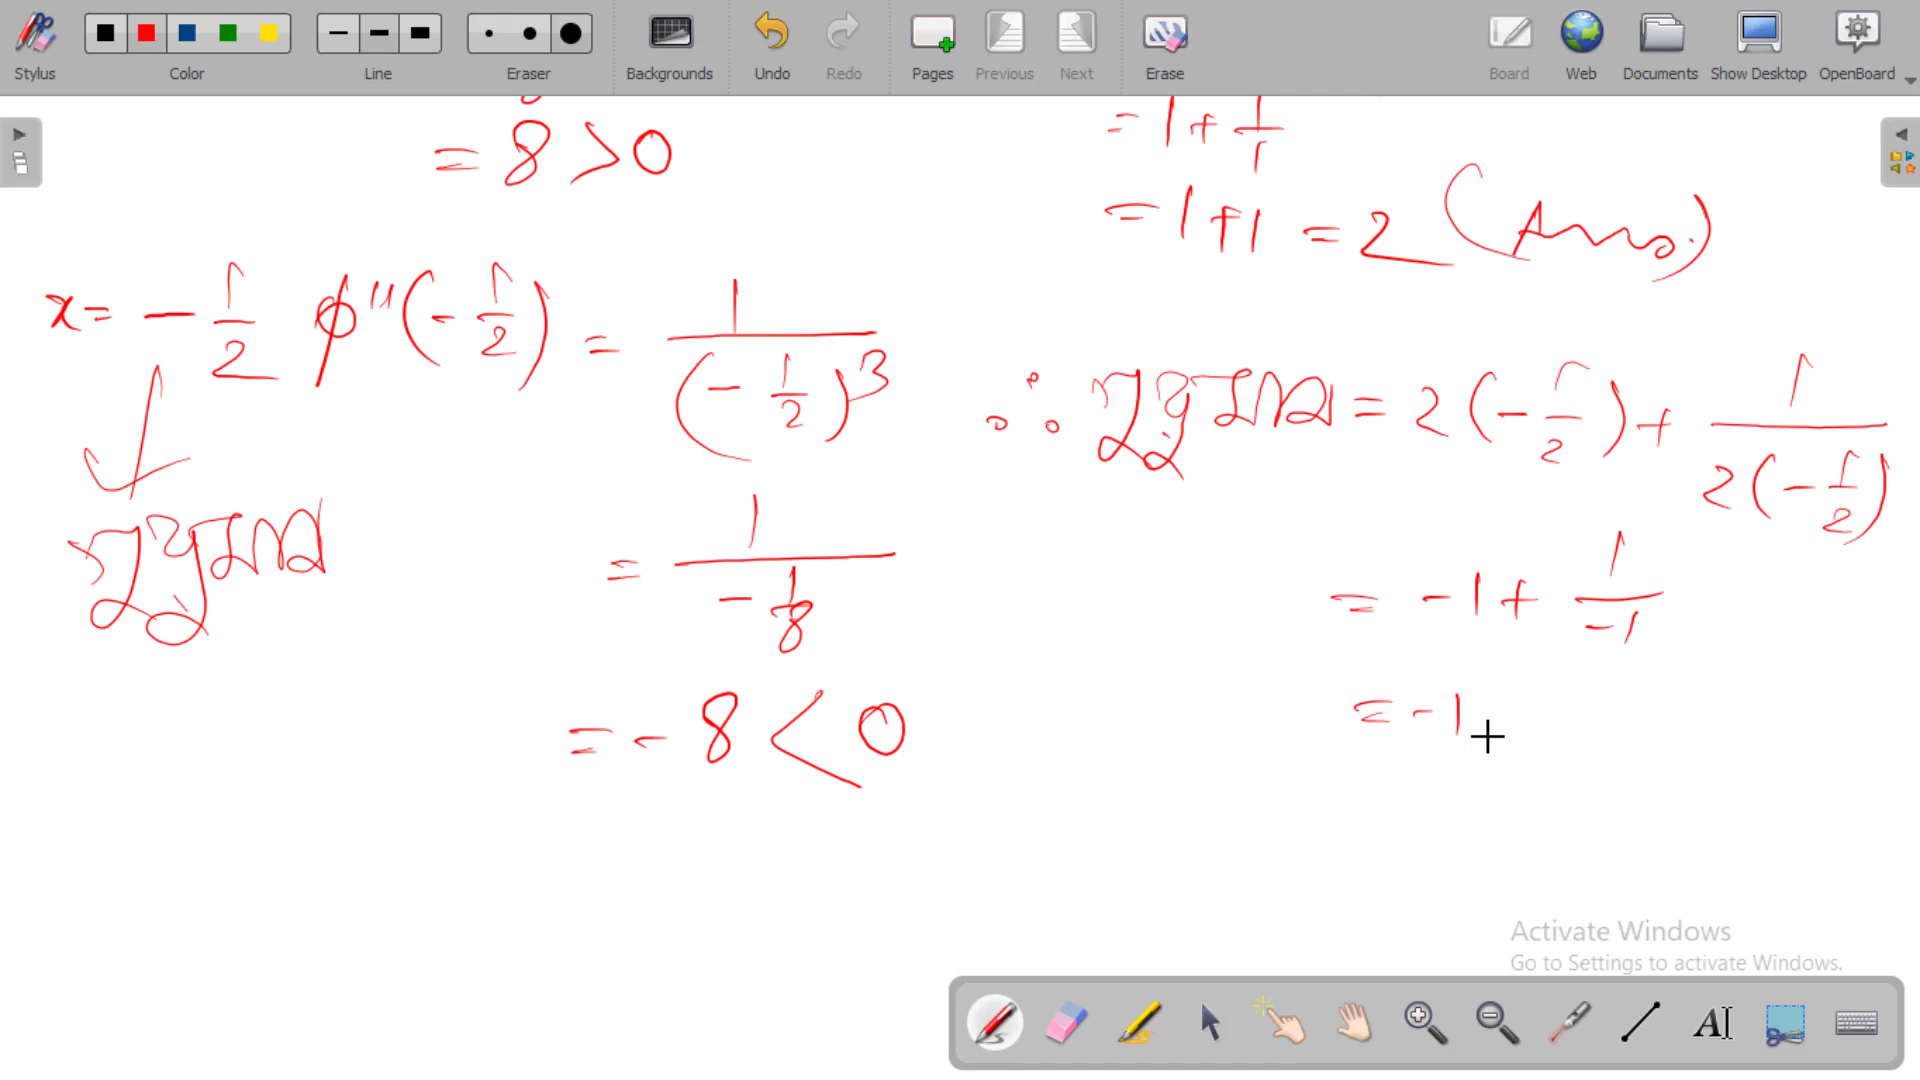 Stylus Color Line Eraser Backgrounds Undo Redo Pages Previous Next Erase Board Web Documents Show Desktop OpenBoard
= 8 > 0
x = - 1/2 φ''(- 1/2) = 1/(- 1/2)^3
= 1/(- 1/8)
= - 8 < 0
= 1 + 1/1
= 1 + 1 = 2 (Ans.)
∴ = 2(- 1/2) + 1/(2(- 1/2))
= -1 + 1/-1
= -1
Activate Windows
Go to Settings to activate Windows.